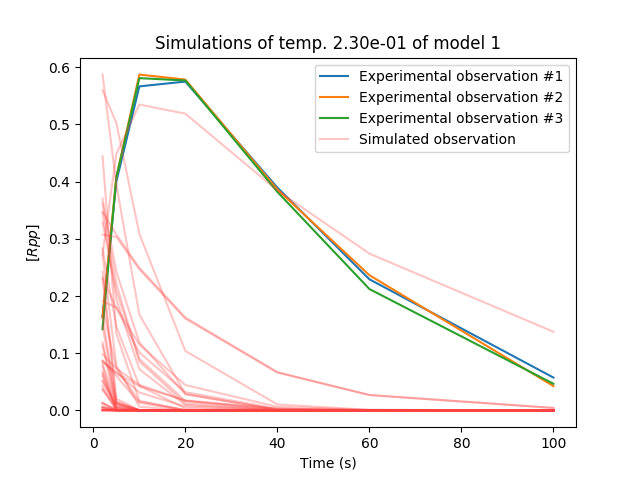 Simulations of temp. 2.30e-01 of model 1
Experimental observation #1
Experimental observation #2
Experimental observation #3
Simulated observation
[Rpp]
0.6
0.5
0.4
0.3
0.2
0.1
0.0
0 20 40 60 80 100
Time (s)